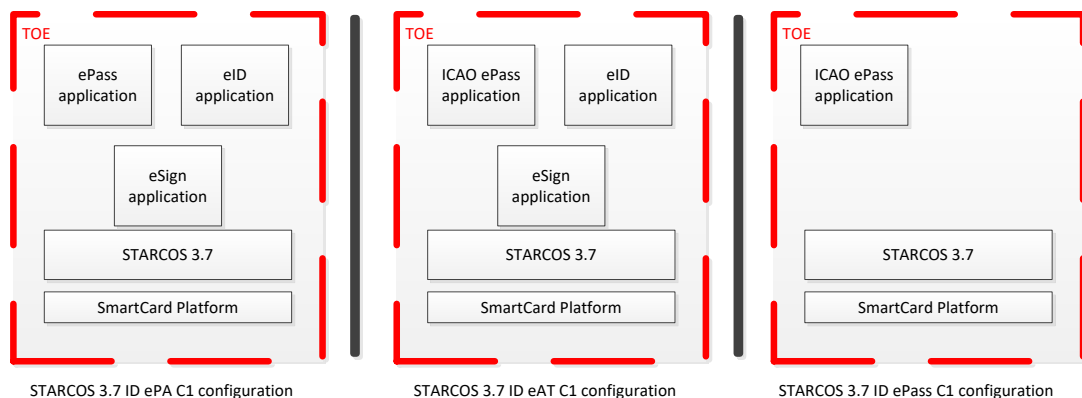 TOE
ePass
application
eID
application
eSign
application
STARCOS 3.7
SmartCard Platform
STARCOS 3.7 ID ePA C1 configuration
TOE
ICAO ePass
application
eID
application
eSign
application
STARCOS 3.7
SmartCard Platform
STARCOS 3.7 ID eAT C1 configuration
TOE
ICAO ePass
application
STARCOS 3.7
SmartCard Platform
STARCOS 3.7 ID ePass C1 configuration